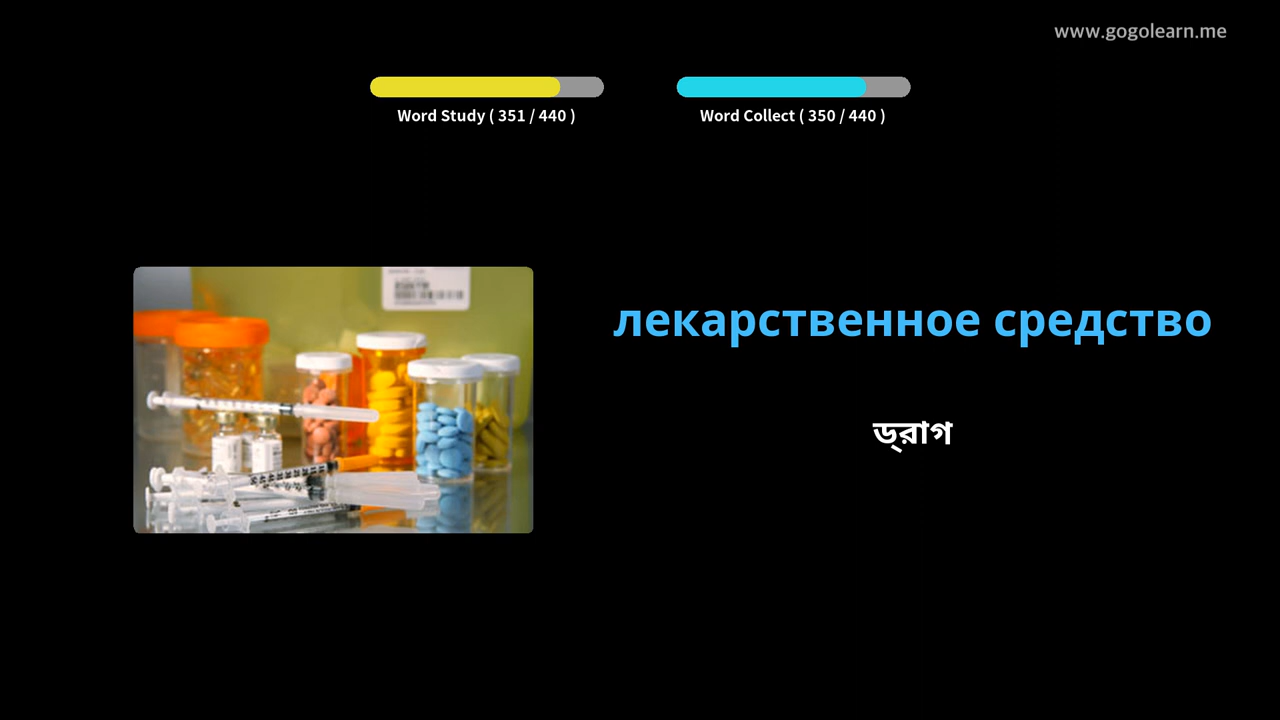 www.gogolearn.me
Word Study ( 351 / 440 )
Word Collect ( 350 / 440 )
лекарственное средство
ড্রাগ